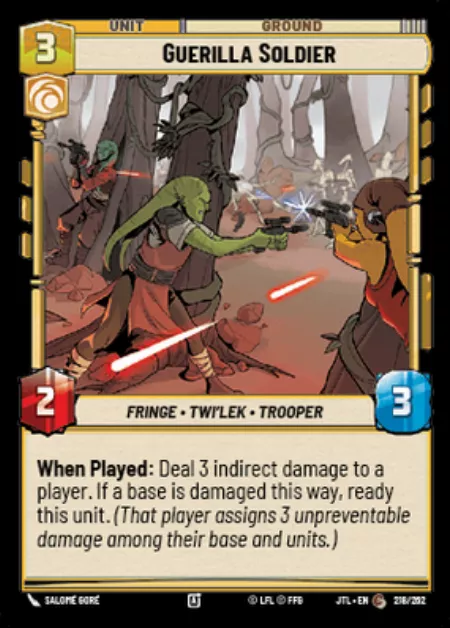 UNIT
GROUND
3
GUERILLA SOLDIER
2
FRINGE • TWI'LEK • TROOPER
3
When Played: Deal 3 indirect damage to a
player. If a base is damaged this way, ready
this unit. (That player assigns 3 unpreventable
damage among their base and units.)
SALOMÉ GORÉ
© LFL © FFG
JTL • EN
216/262